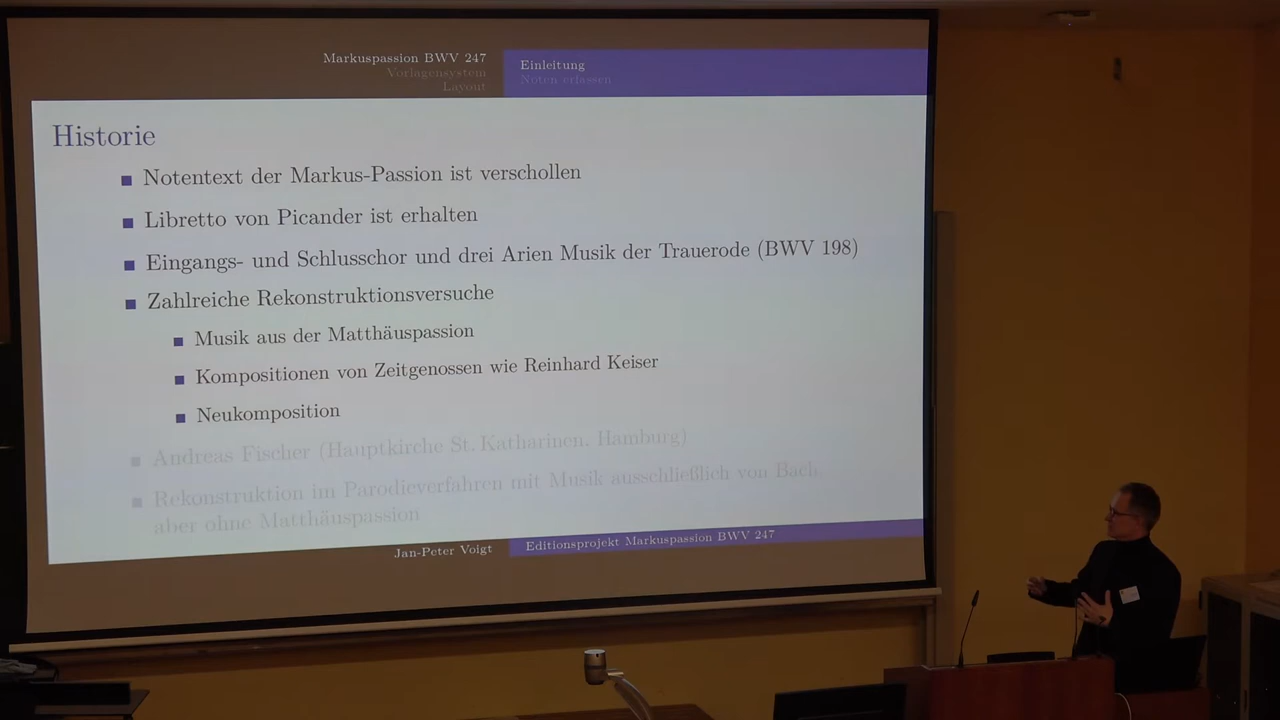 Markuspassion BWV 247
Vorlagensystem
Layout
Einleitung
Noten erfassen
Historie
Notentext der Markus-Passion ist verschollen
Libretto von Picander ist erhalten
Eingangs- und Schlusschor und drei Arien Musik der Trauerode (BWV 198)
Zahlreiche Rekonstruktionsversuche
Musik aus der Matthäuspassion
Kompositionen von Zeitgenossen wie Reinhard Keiser
Neukomposition
Andreas Fischer (Hauptkirche St. Katharinen, Hamburg)
Rekonstruktion im Parodieverfahren mit Musik ausschließlich von Bach,
aber ohne Matthäuspassion
Jan-Peter Voigt
Editionsprojekt Markuspassion BWV 247